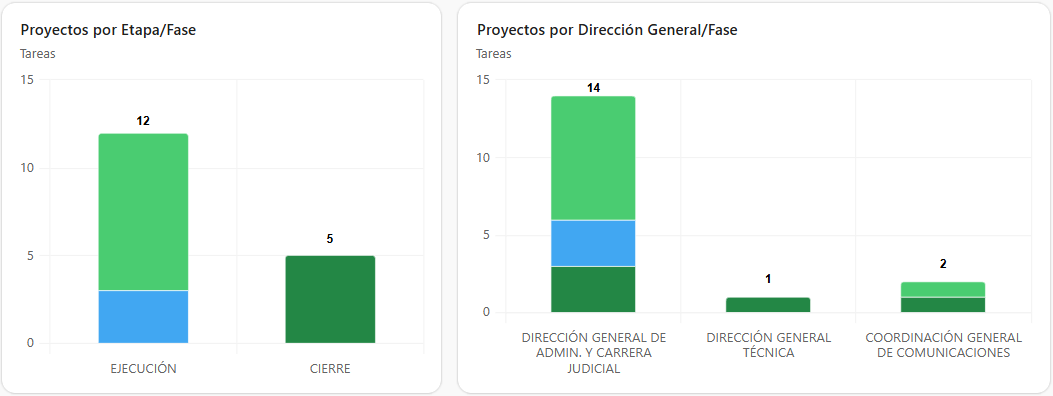 Proyectos por Etapa/Fase
Tareas
15
12
10
5
5
0
EJECUCIÓN
CIERRE
Proyectos por Dirección General/Fase
Tareas
15
14
10
5
2
1
0
DIRECCIÓN GENERAL DE
ADMIN. Y CARRERA
JUDICIAL
DIRECCIÓN GENERAL
TÉCNICA
COORDINACIÓN GENERAL
DE COMUNICACIONES